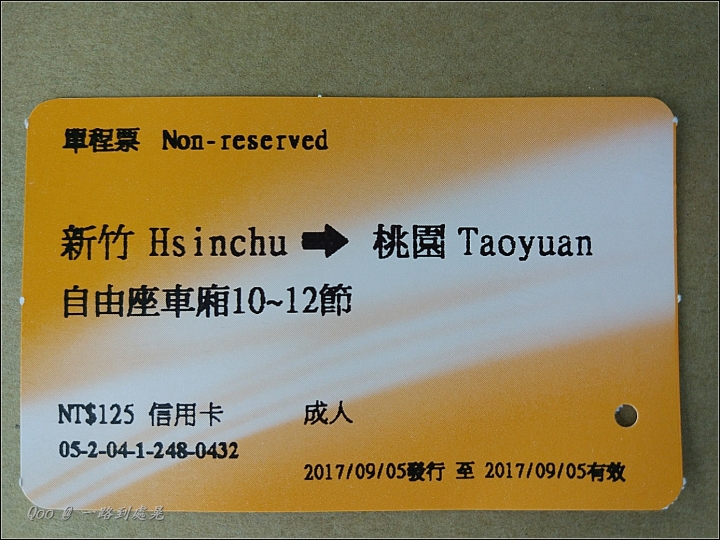 單程票 Non-reserved
新竹 Hsinchu ➡ 桃園 Taoyuan
自由座車廂10~12節
NT$125 信用卡 成人
05-2-04-1-248-0432
2017/09/05發行 至 2017/09/05有效
Qoo @ 一路到處晃